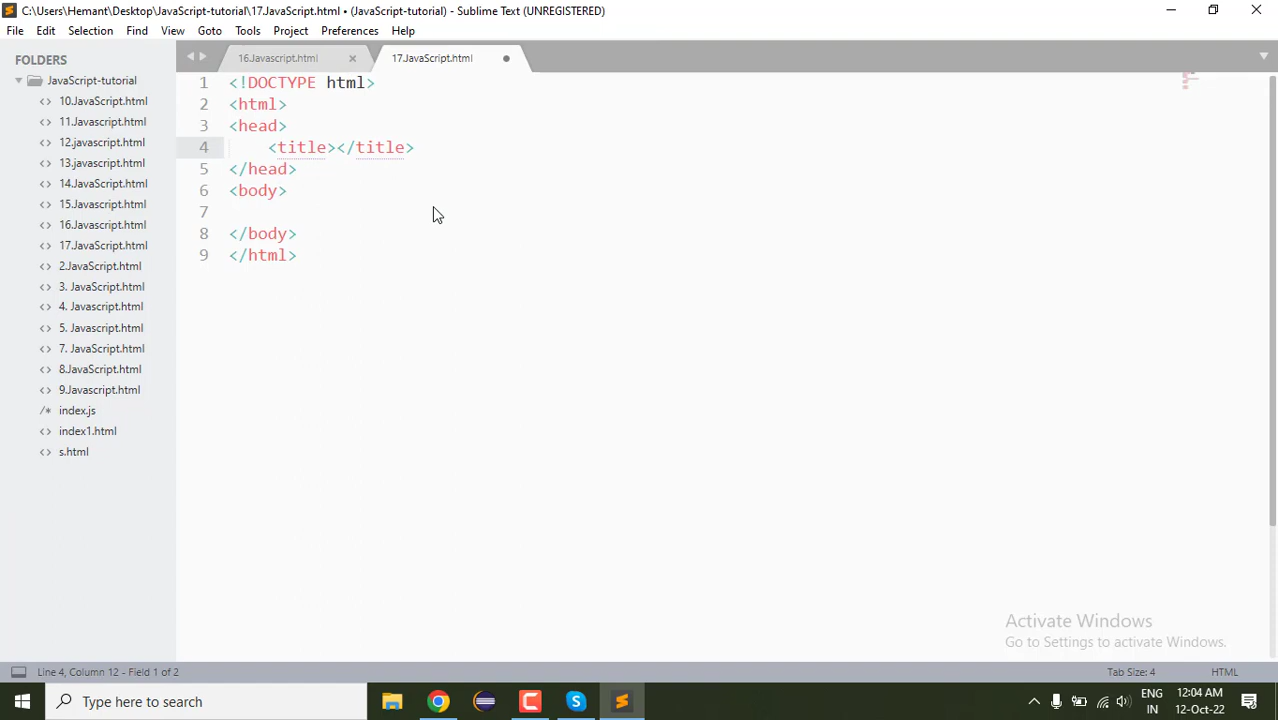 C:\Users\Hemant\Desktop\JavaScript-tutorial\17.JavaScript.html • (JavaScript-tutorial) - Sublime Text (UNREGISTERED)
File Edit Selection Find View Goto Tools Project Preferences Help
FOLDERS
JavaScript-tutorial
10.JavaScript.html
11.Javascript.html
12.javascript.html
13.javascript.html
14.JavaScript.html
15.JavaScript.html
16.Javascript.html
17.JavaScript.html
2.JavaScript.html
3. JavaScript.html
4. Javascript.html
5. Javascript.html
7. JavaScript.html
8.JavaScript.html
9.Javascript.html
/* index.js
index1.html
s.html
16.Javascript.html 17.JavaScript.html
1 <!DOCTYPE html>
2 <html>
3 <head>
4 <title></title>
5 </head>
6 <body>
7
8 </body>
9 </html>
Activate Windows
Go to Settings to activate Windows.
Line 4, Column 12 - Field 1 of 2 Tab Size: 4 HTML
Type here to search
ENG
IN
12:04 AM
12-Oct-22